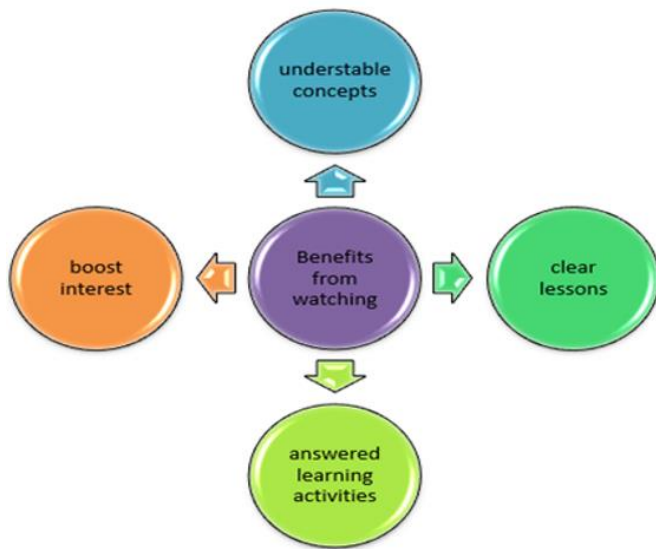 understable
concepts
boost
interest
Benefits
from
watching
clear
lessons
answered
learning
activities